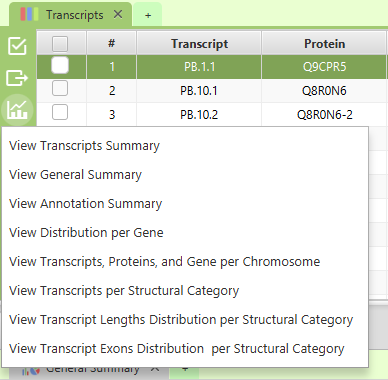 Transcripts × +
# Transcript Protein
1 PB.1.1 Q9CPR5
2 PB.10.1 Q8R0N6
3 PB.10.2 Q8R0N6-2
View Transcripts Summary
View General Summary
View Annotation Summary
View Distribution per Gene
View Transcripts, Proteins, and Gene per Chromosome
View Transcripts per Structural Category
View Transcript Lengths Distribution per Structural Category
View Transcript Exons Distribution  per Structural Category
General Summary × +